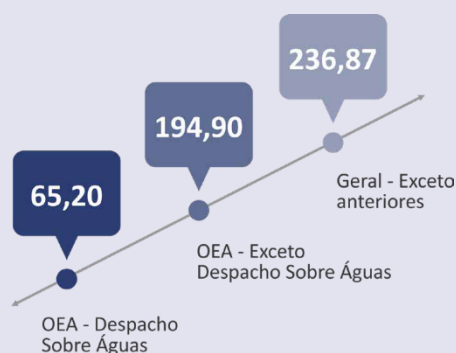 236,87
194,90
65,20
Geral - Exceto
anteriores
OEA - Exceto
Despacho Sobre Águas
OEA - Despacho
Sobre Águas